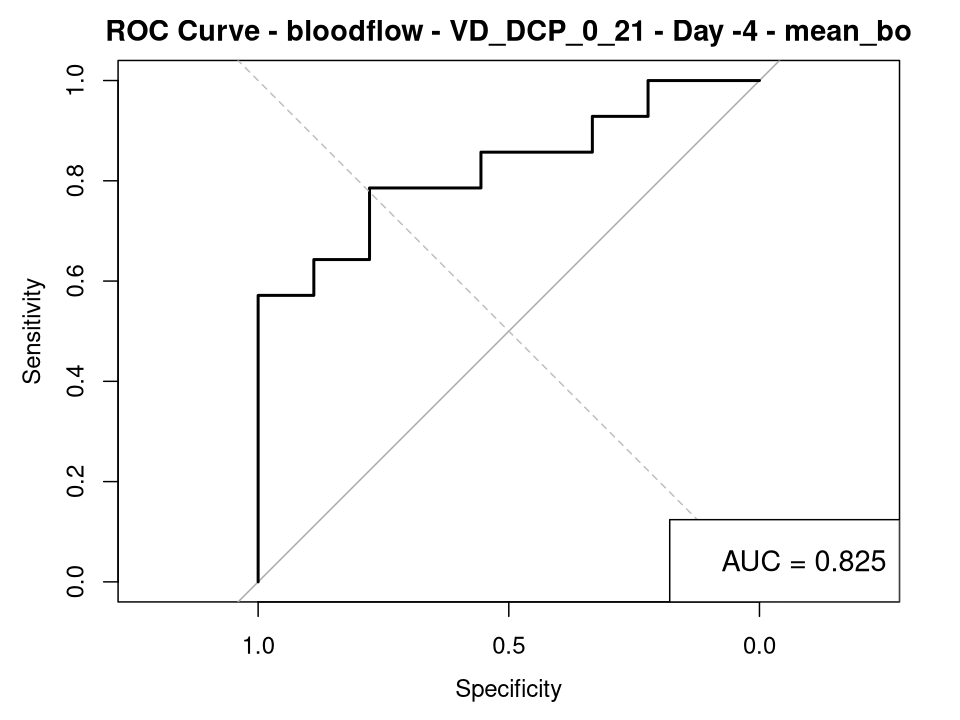 ROC Curve - bloodflow - VD_DCP_0_21 - Day -4 - mean_bo
Sensitivity
1.0
0.8
0.6
0.4
0.2
0.0
AUC = 0.825
1.0 0.5 0.0
Specificity